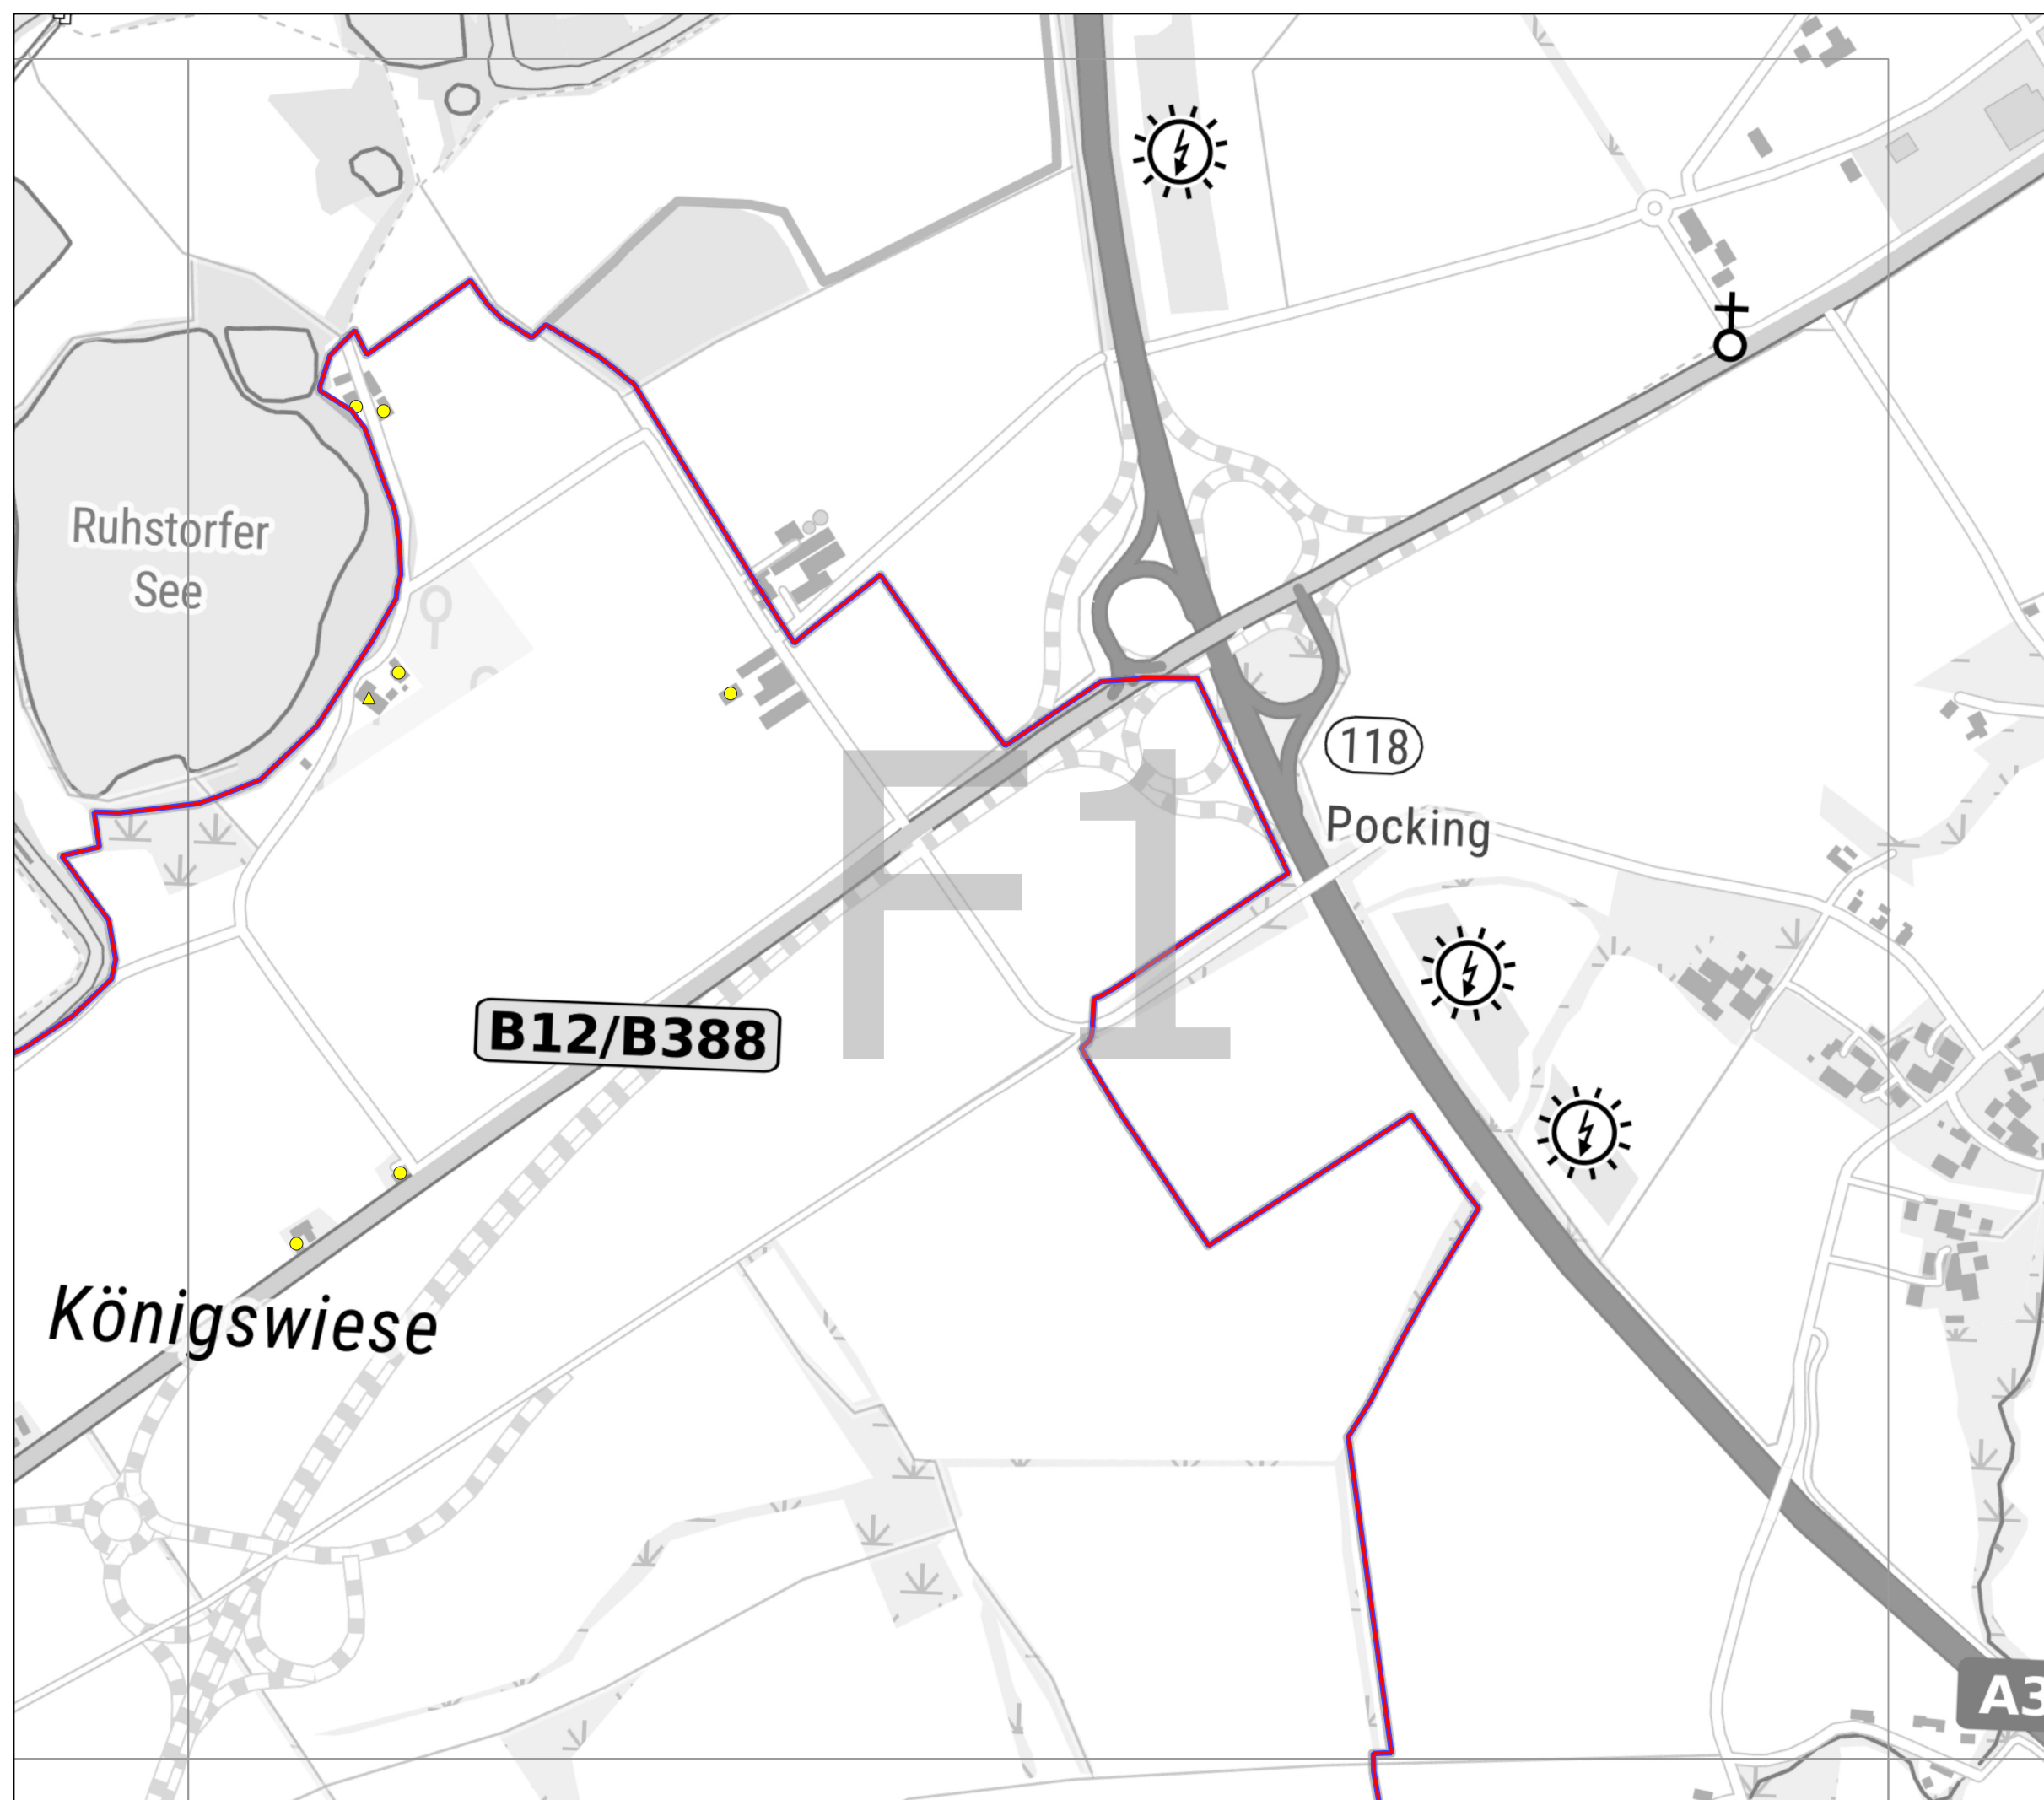 Ruhstorfer
See
118
F1
Pocking
B12/B388
Königswiese
A3